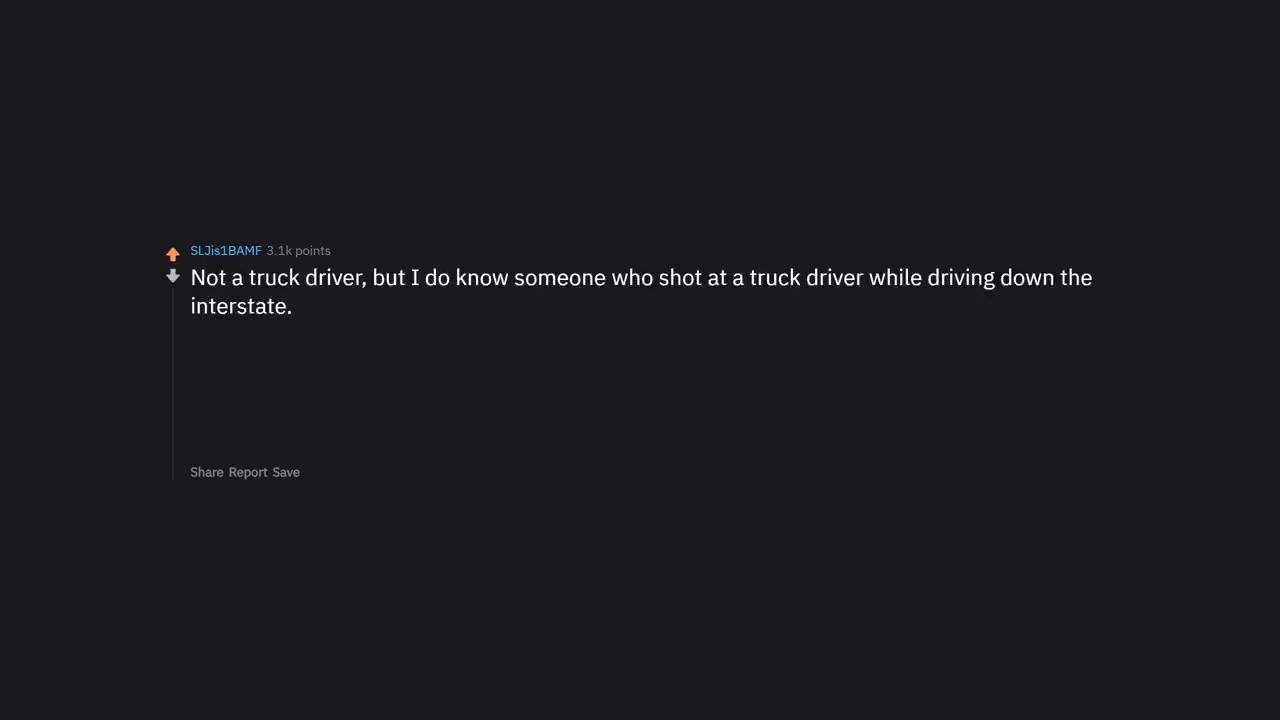 SLJis1BAMF 3.1k points
Not a truck driver, but I do know someone who shot at a truck driver while driving down the
interstate.
Share Report Save